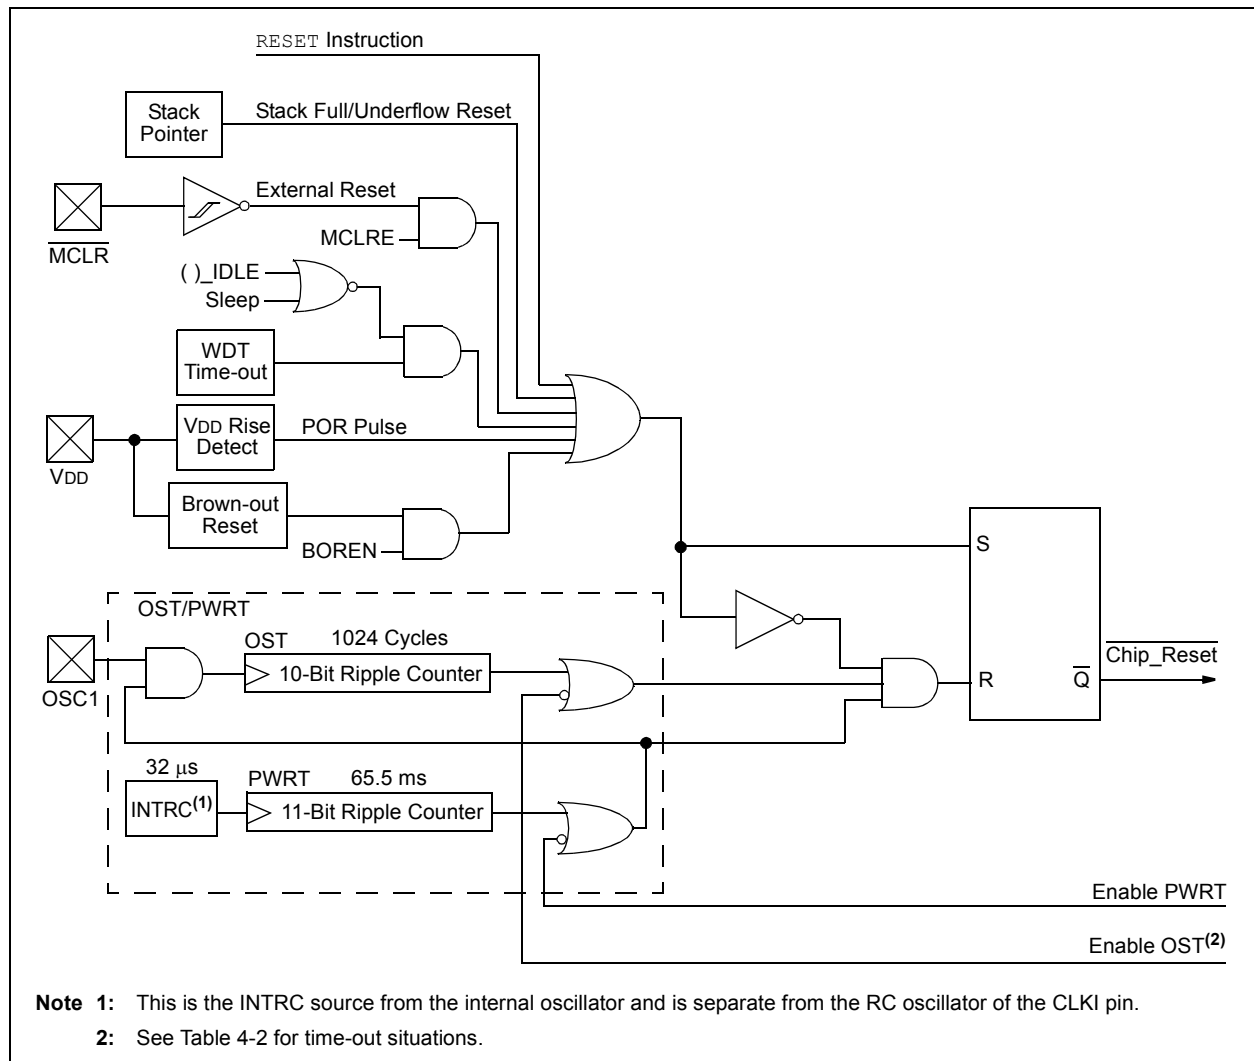 RESET Instruction
Stack
Pointer
Stack Full/Underflow Reset
External Reset
MCLR
MCLRE
( )_IDLE
Sleep
WDT
Time-out
VDD
VDD Rise
Detect
POR Pulse
Brown-out
Reset
BOREN
S
OST/PWRT
OST
1024 Cycles
10-Bit Ripple Counter
OSC1
R
Q
Chip_Reset
32 μs
INTRC(1)
PWRT
65.5 ms
11-Bit Ripple Counter
Enable PWRT
Enable OST(2)
Note 1: This is the INTRC source from the internal oscillator and is separate from the RC oscillator of the CLKI pin.
2: See Table 4-2 for time-out situations.